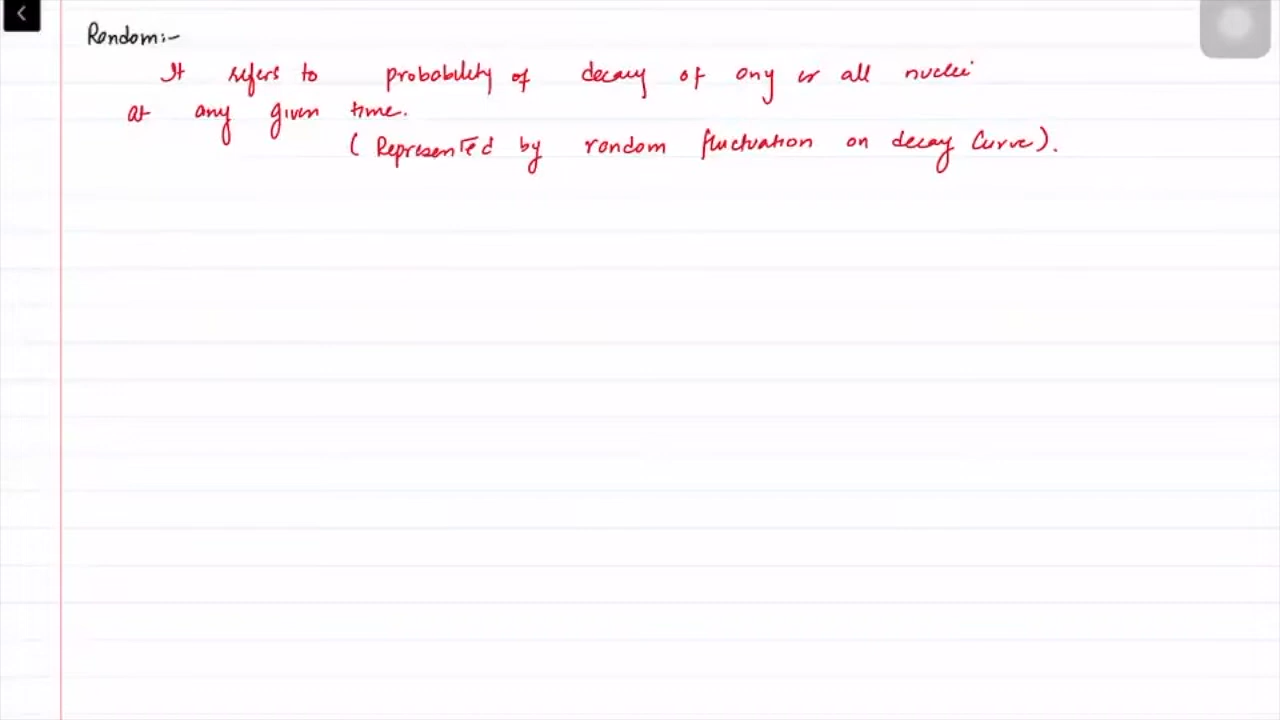 Random:-
It refers to probability of decay of any or all nuclei
at any given time.
(Represented by random fluctuation on decay Curve).